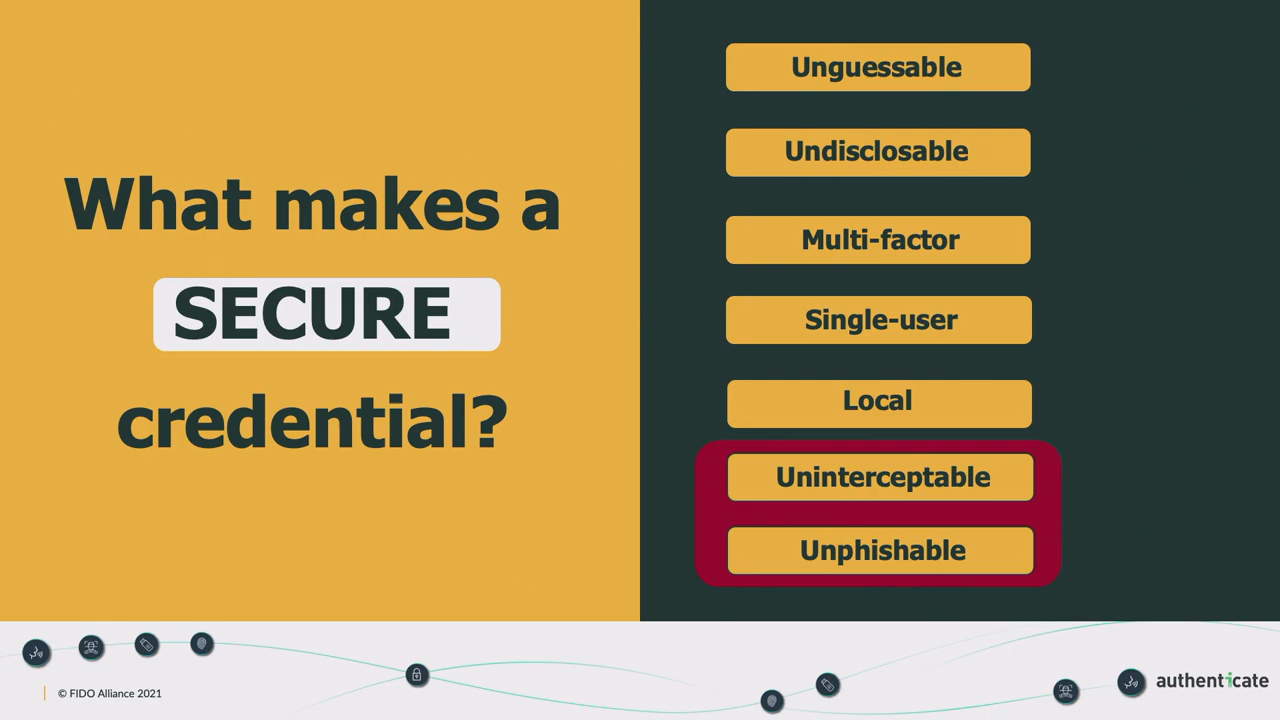 What makes a
SECURE
credential?
Unguessable
Undisclosable
Multi-factor
Single-user
Local
Uninterceptable
Unphishable
© FIDO Alliance 2021
authenticate